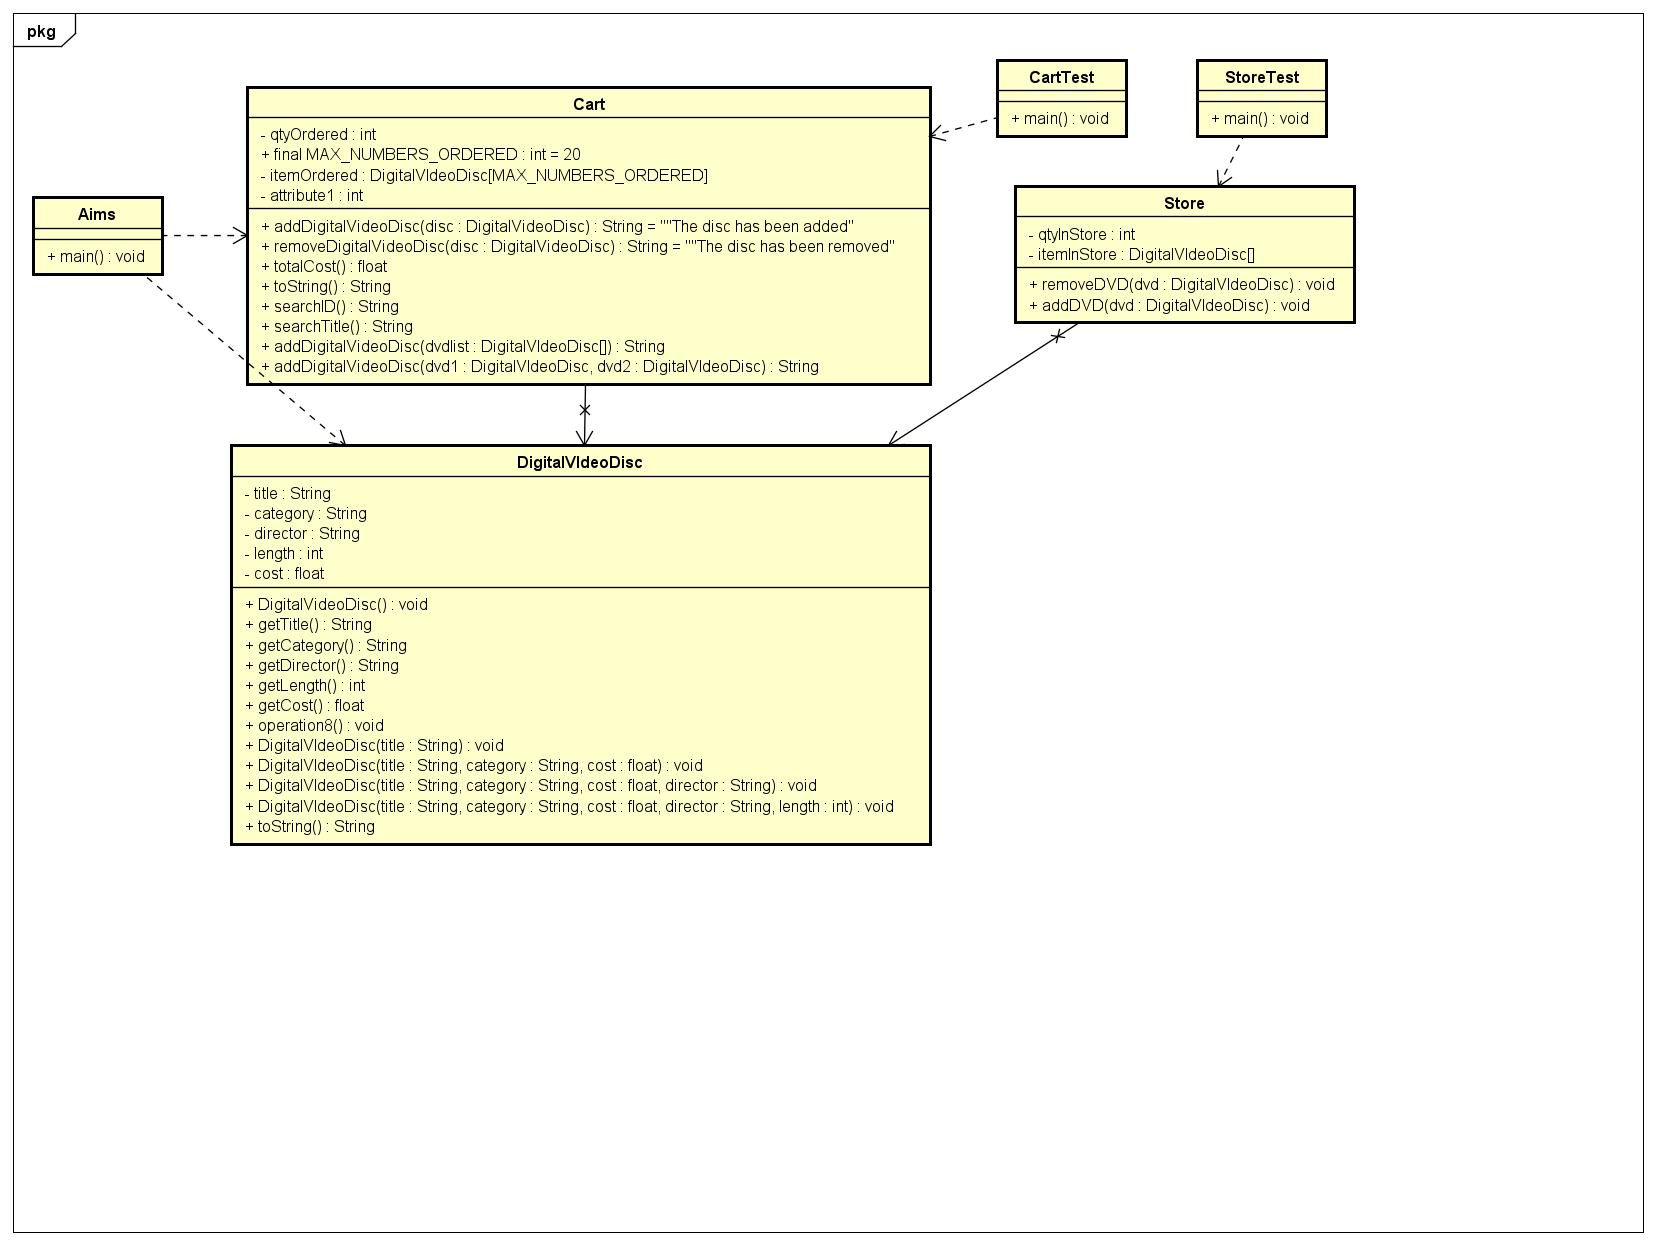 pkg
Cart
- qtyOrdered : int
+ final MAX_NUMBERS_ORDERED : int = 20
- itemOrdered : DigitalVIdeoDisc[MAX_NUMBERS_ORDERED]
- attribute1 : int
+ addDigitalVideoDisc(disc : DigitalVideoDisc) : String = ""The disc has been added"
+ removeDigitalVideoDisc(disc : DigitalVideoDisc) : String = ""The disc has been removed"
+ totalCost() : float
+ toString() : String
+ searchID() : String
+ searchTitle() : String
+ addDigitalVideoDisc(dvdlist : DigitalVIdeoDisc[]) : String
+ addDigitalVideoDisc(dvd1 : DigitalVIdeoDisc, dvd2 : DigitalVIdeoDisc) : String
CartTest
+ main() : void
StoreTest
+ main() : void
Aims
+ main() : void
Store
- qtyInStore : int
- itemInStore : DigitalVIdeoDisc[]
+ removeDVD(dvd : DigitalVIdeoDisc) : void
+ addDVD(dvd : DigitalVIdeoDisc) : void
DigitalVIdeoDisc
- title : String
- category : String
- director : String
- length : int
- cost : float
+ DigitalVideoDisc() : void
+ getTitle() : String
+ getCategory() : String
+ getDirector() : String
+ getLength() : int
+ getCost() : float
+ operation8() : void
+ DigitalVIdeoDisc(title : String) : void
+ DigitalVIdeoDisc(title : String, category : String, cost : float) : void
+ DigitalVIdeoDisc(title : String, category : String, cost : float, director : String) : void
+ DigitalVIdeoDisc(title : String, category : String, cost : float, director : String, length : int) : void
+ toString() : String